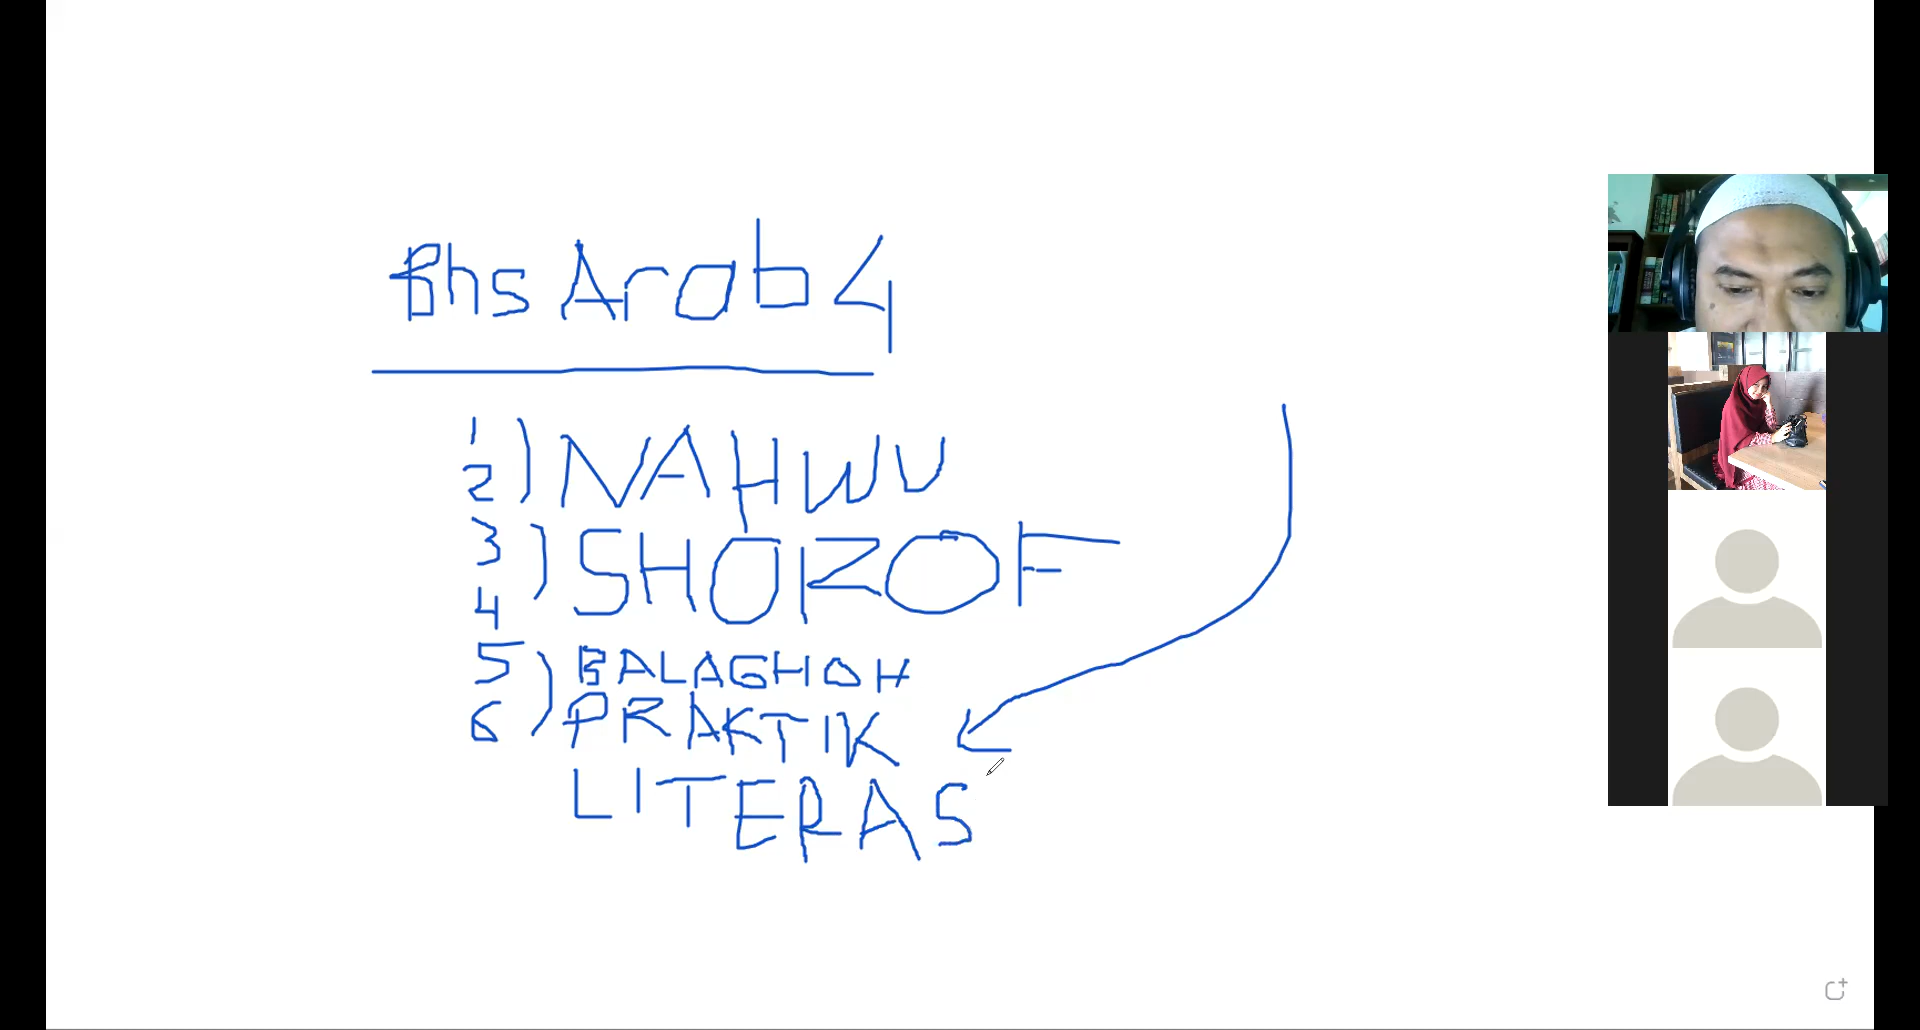 Bhs Arab 4
1
2 ) NAHWU
3
4 ) SHOROF
5 ) BALAGHOH
6 PRAKTIK
LITERAS